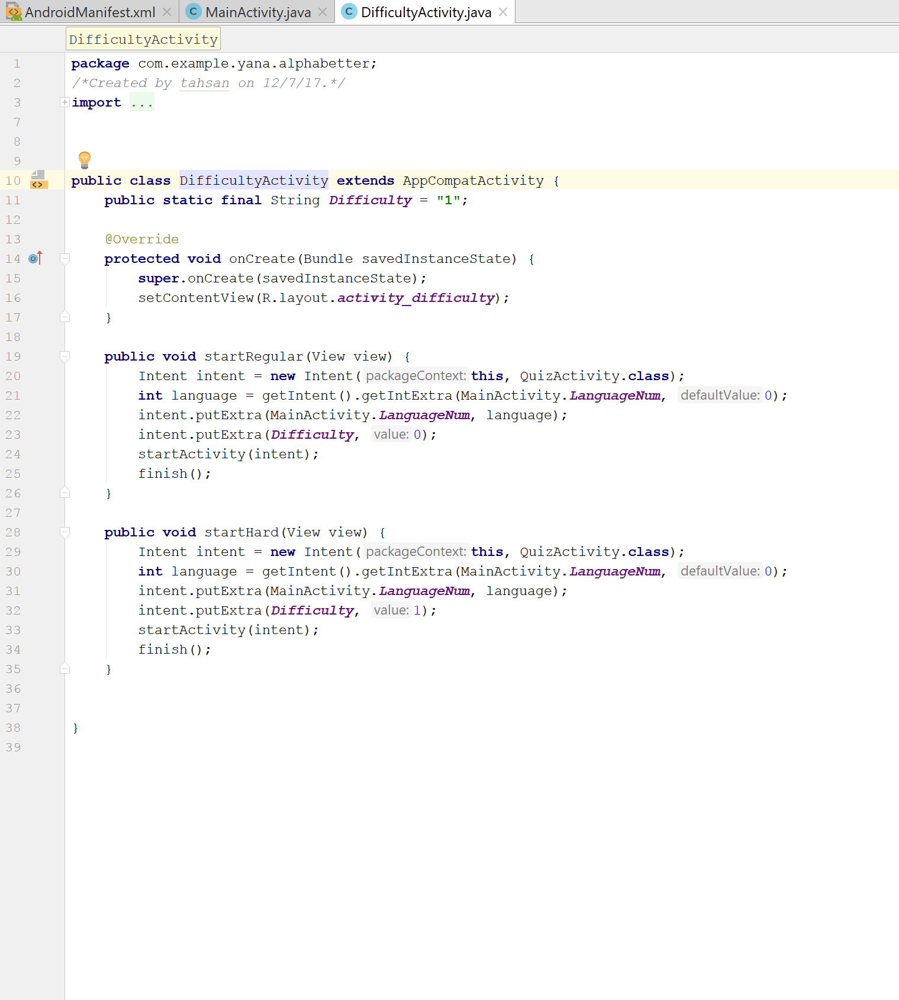 AndroidManifest.xml MainActivity.java DifficultyActivity.java
DifficultyActivity
1 package com.example.yana.alphabetter;
2 /*Created by tahsan on 12/7/17.*/
3 import ...
7
8
9
10 public class DifficultyActivity extends AppCompatActivity {
11 public static final String Difficulty = "1";
12
13 @Override
14 protected void onCreate(Bundle savedInstanceState) {
15 super.onCreate(savedInstanceState);
16 setContentView(R.layout.activity_difficulty);
17 }
18
19 public void startRegular(View view) {
20 Intent intent = new Intent( packageContext: this, QuizActivity.class);
21 int language = getIntent().getIntExtra(MainActivity.LanguageNum, defaultValue: 0);
22 intent.putExtra(MainActivity.LanguageNum, language);
23 intent.putExtra(Difficulty, value: 0);
24 startActivity(intent);
25 finish();
26 }
27
28 public void startHard(View view) {
29 Intent intent = new Intent( packageContext: this, QuizActivity.class);
30 int language = getIntent().getIntExtra(MainActivity.LanguageNum, defaultValue: 0);
31 intent.putExtra(MainActivity.LanguageNum, language);
32 intent.putExtra(Difficulty, value: 1);
33 startActivity(intent);
34 finish();
35 }
36
37
38 }
39